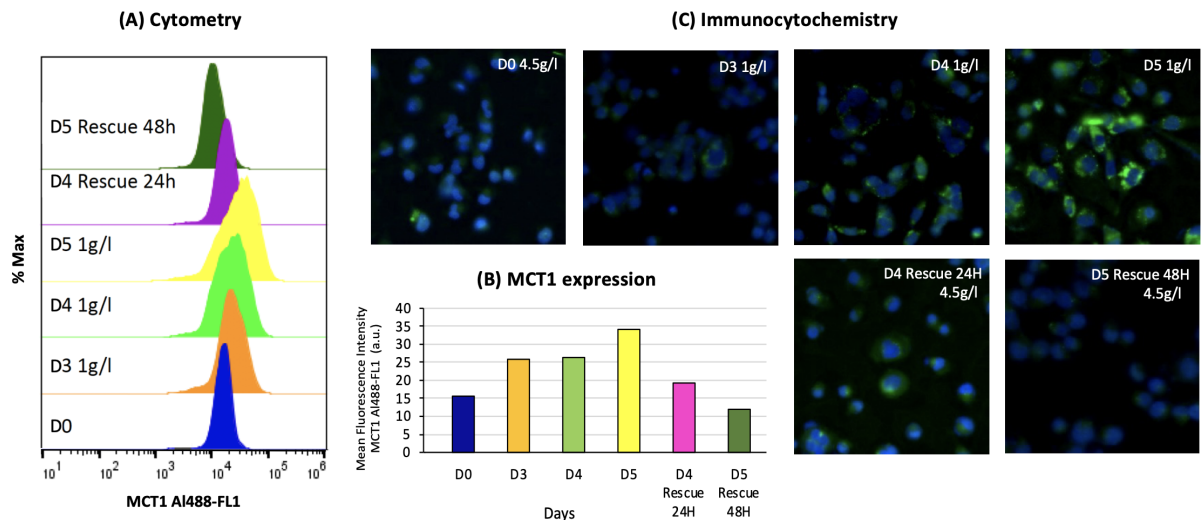 (A) Cytometry
% Max
D5 Rescue 48h
D4 Rescue 24h
D5 1g/l
D4 1g/l
D3 1g/l
D0
10 1
10 2
10 3
10 4
10 5
10 6
MCT1 Al488-FL1
(C) Immunocytochemistry
D0 4.5g/l
D3 1g/l
D4 1g/l
D5 1g/l
D4 Rescue 24H
4.5g/l
D5 Rescue 48H
4.5g/l
(B) MCT1 expression
Mean Fluorescence Intensity
MCT1 Al488-FL1 (a.u.)
40
35
30
25
20
15
10
5
0
D0
D3
D4
D5
D4
Rescue
24H
D5
Rescue
48H
Days